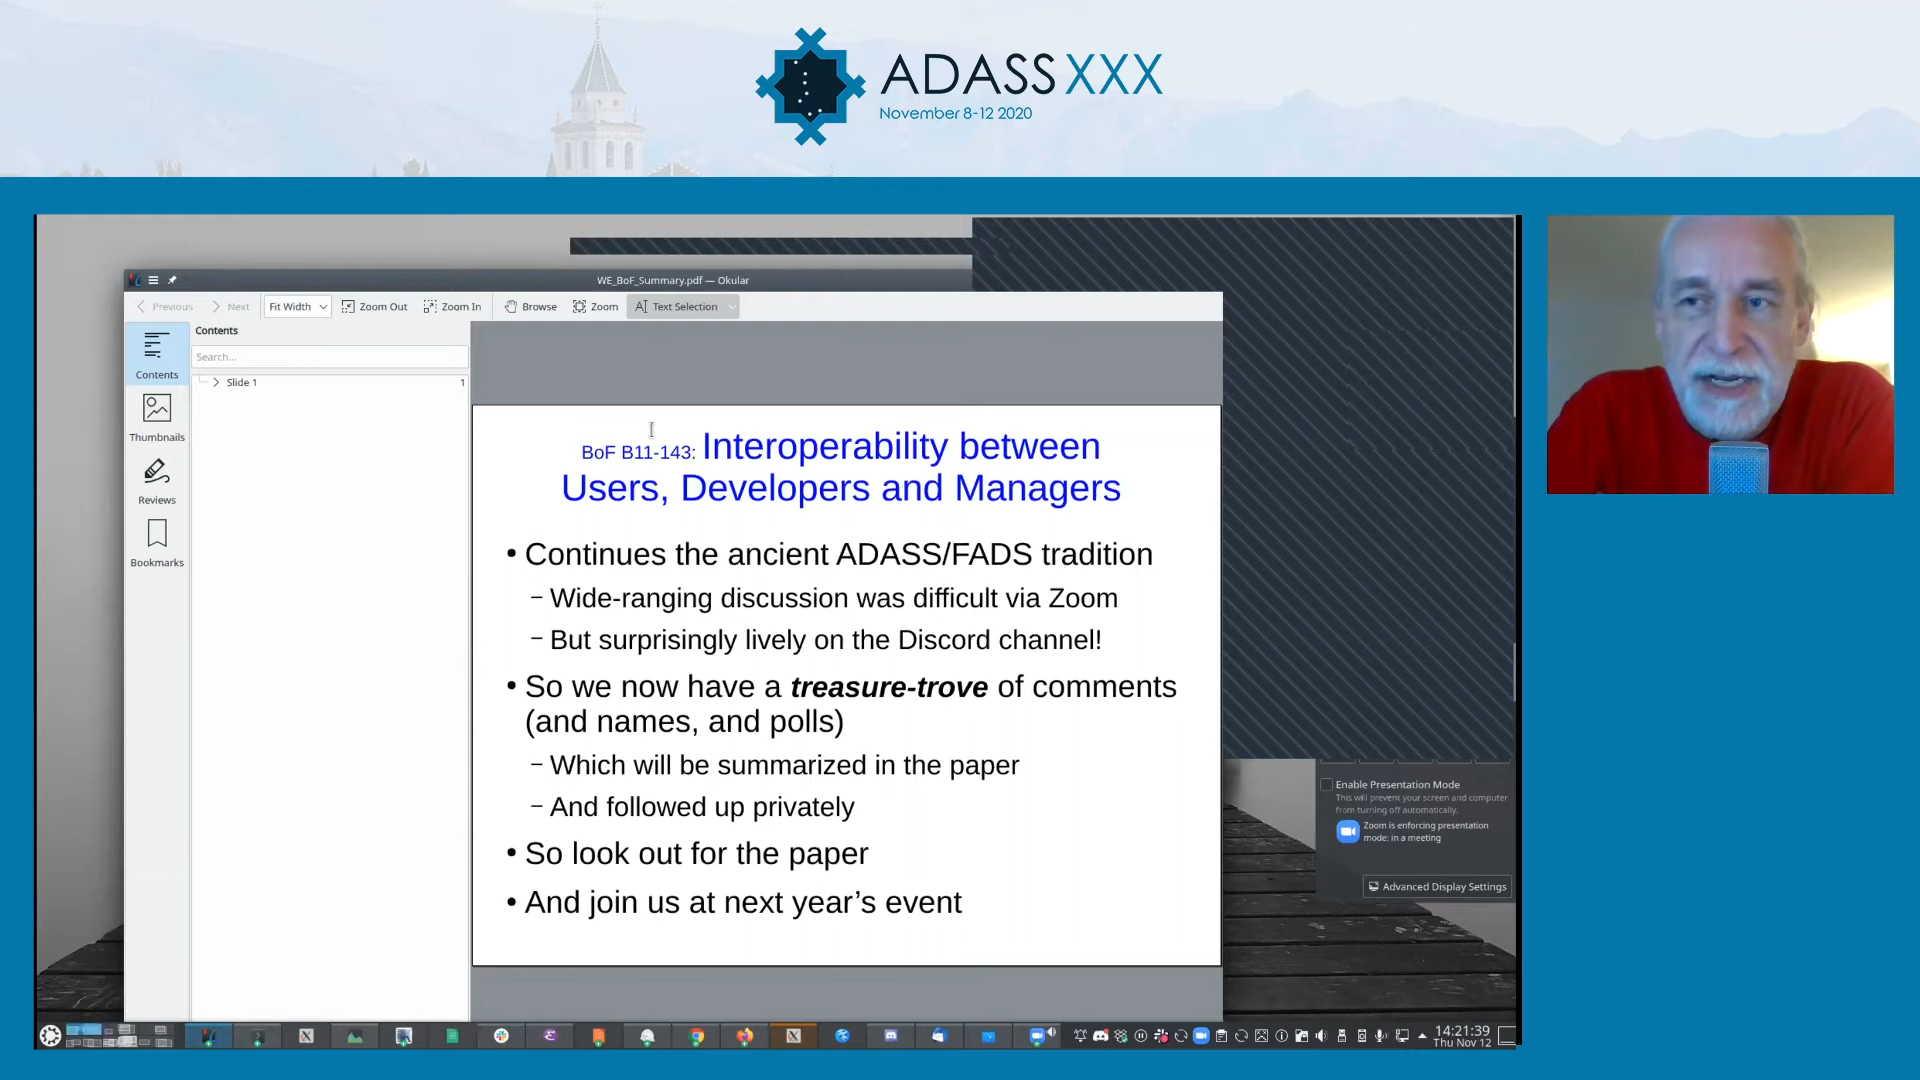 ADASS XXX
November 8-12 2020
WE_BoF_Summary.pdf — Okular
Previous Next Fit Width Zoom Out Zoom In Browse Zoom Text Selection
Contents
Search...
Contents
Slide 1 1
Thumbnails
Reviews
Bookmarks
BoF B11-143: Interoperability between
Users, Developers and Managers
• Continues the ancient ADASS/FADS tradition
– Wide-ranging discussion was difficult via Zoom
– But surprisingly lively on the Discord channel!
• So we now have a treasure-trove of comments
(and names, and polls)
– Which will be summarized in the paper
– And followed up privately
• So look out for the paper
• And join us at next year’s event
Enable Presentation Mode
This will prevent your screen and computer
from turning off automatically.
Zoom is enforcing presentation
mode: in a meeting
Advanced Display Settings
14:21:39
Thu Nov 12